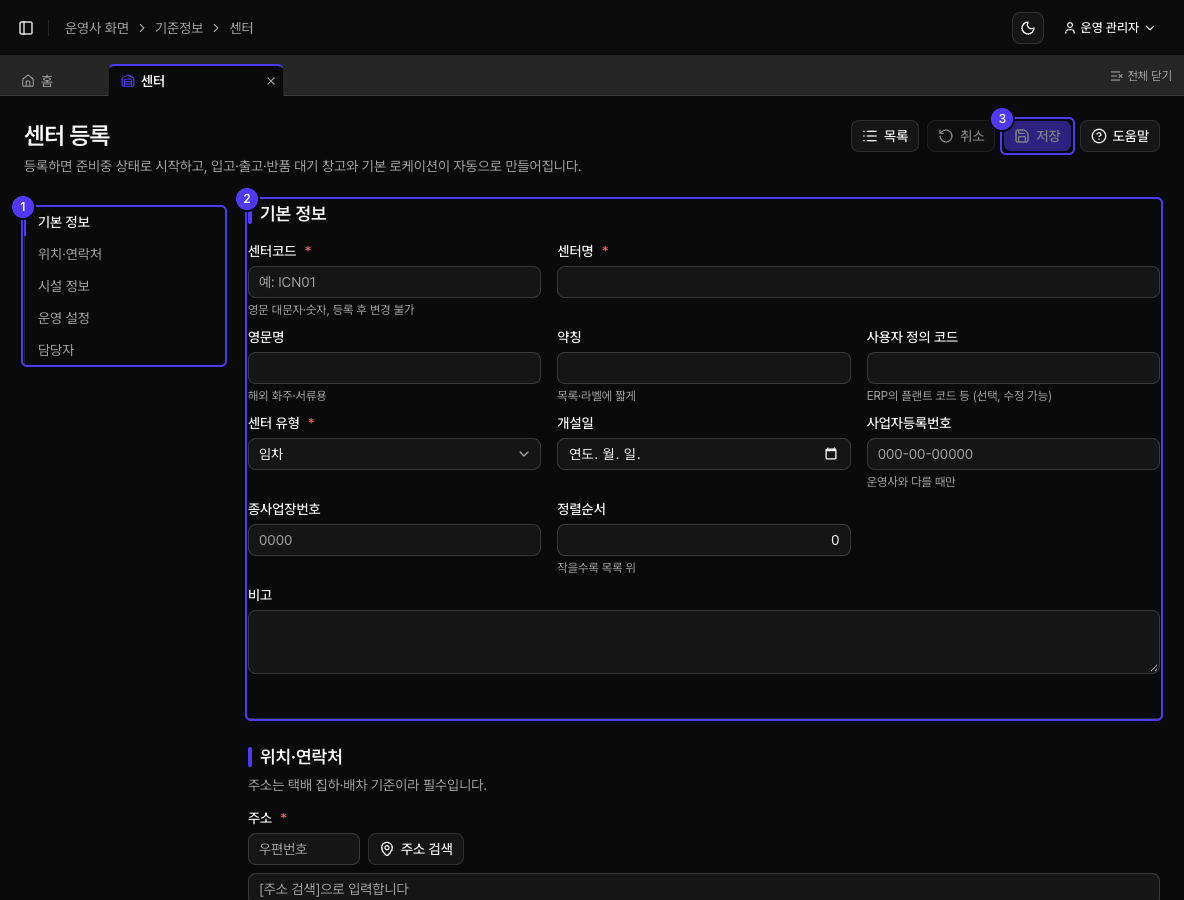 운영사 화면 > 기준정보 > 센터
운영 관리자
홈
센터
전체 닫기
센터 등록
목록
취소
3
저장
도움말
등록하면 준비중 상태로 시작하고, 입고·출고·반품 대기 창고와 기본 로케이션이 자동으로 만들어집니다.
1
기본 정보
위치·연락처
시설 정보
운영 설정
담당자
2
기본 정보
센터코드 *
센터명 *
예: ICN01
영문 대문자·숫자, 등록 후 변경 불가
영문명
약칭
사용자 정의 코드
해외 화주·서류용
목록·라벨에 짧게
ERP의 플랜트 코드 등 (선택, 수정 가능)
센터 유형 *
개설일
사업자등록번호
임차
연도. 월. 일.
000-00-00000
운영사와 다를 때만
종사업장번호
정렬순서
0000
0
작을수록 목록 위
비고
위치·연락처
주소는 택배 집하·배차 기준이라 필수입니다.
주소 *
우편번호
주소 검색
[주소 검색]으로 입력합니다